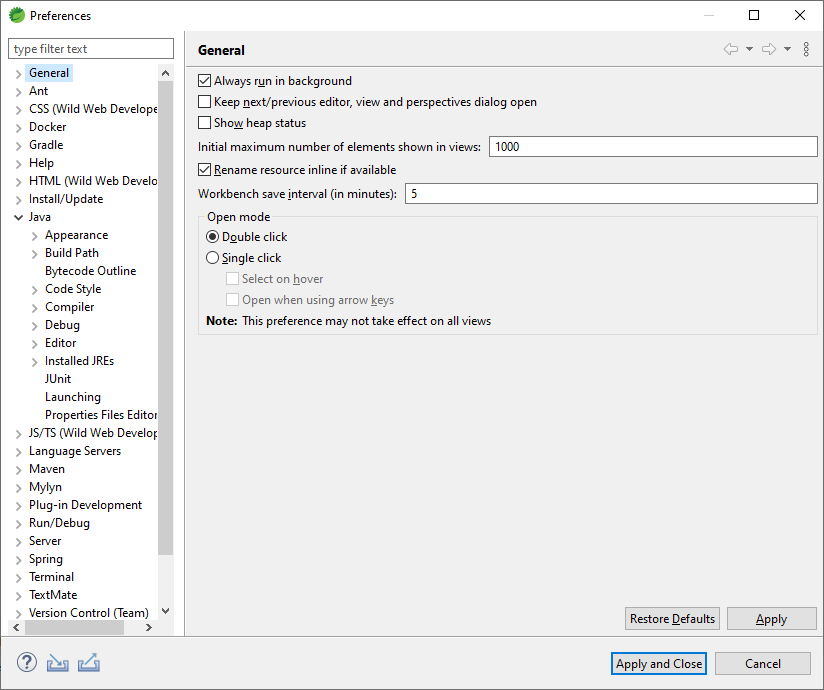 Preferences
type filter text
General
Ant
CSS (Wild Web Develope
Docker
Gradle
Help
HTML (Wild Web Develo
Install/Update
Java
Appearance
Build Path
Bytecode Outline
Code Style
Compiler
Debug
Editor
Installed JREs
JUnit
Launching
Properties Files Editor
JS/TS (Wild Web Develop
Language Servers
Maven
Mylyn
Plug-in Development
Run/Debug
Server
Spring
Terminal
TextMate
Version Control (Team)
General
Always run in background
Keep next/previous editor, view and perspectives dialog open
Show heap status
Initial maximum number of elements shown in views: 1000
Rename resource inline if available
Workbench save interval (in minutes): 5
Open mode
Double click
Single click
Select on hover
Open when using arrow keys
Note: This preference may not take effect on all views
Restore Defaults Apply
? Apply and Close Cancel